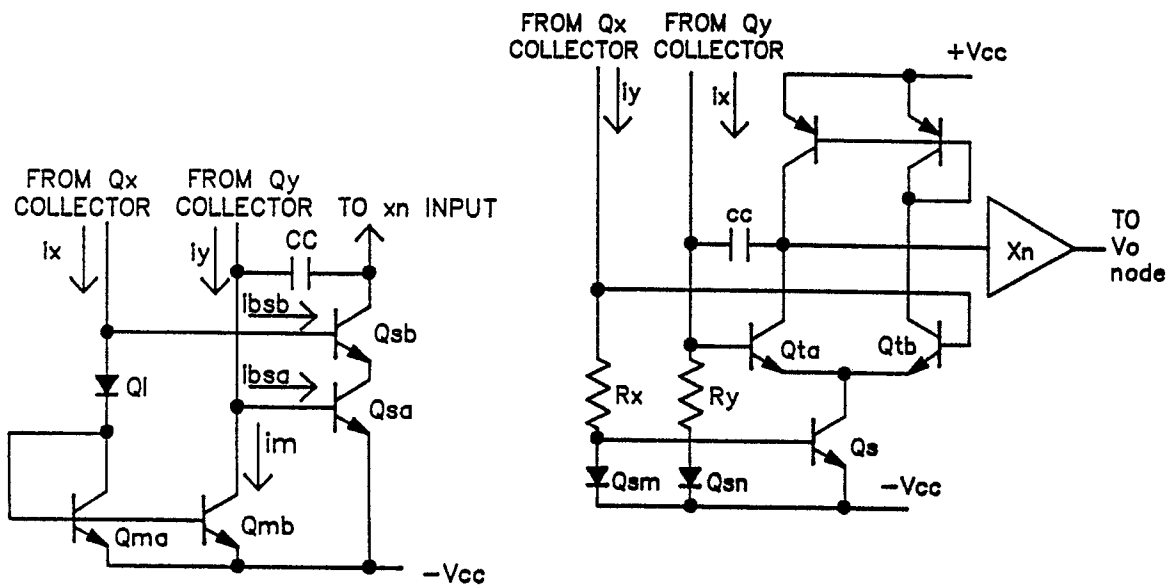 FROM Qx FROM Qy
COLLECTOR COLLECTOR TO xn INPUT
ix
iy
CC
ibsb
Qsb
Ql
ibsa
Qsa
im
Qma
Qmb
-Vcc
FROM Qx FROM Qy
COLLECTOR COLLECTOR
+Vcc
iy
ix
cc
Xn
TO
Vo
node
Qta
Qtb
Rx
Ry
Qs
Qsm
Qsn
-Vcc